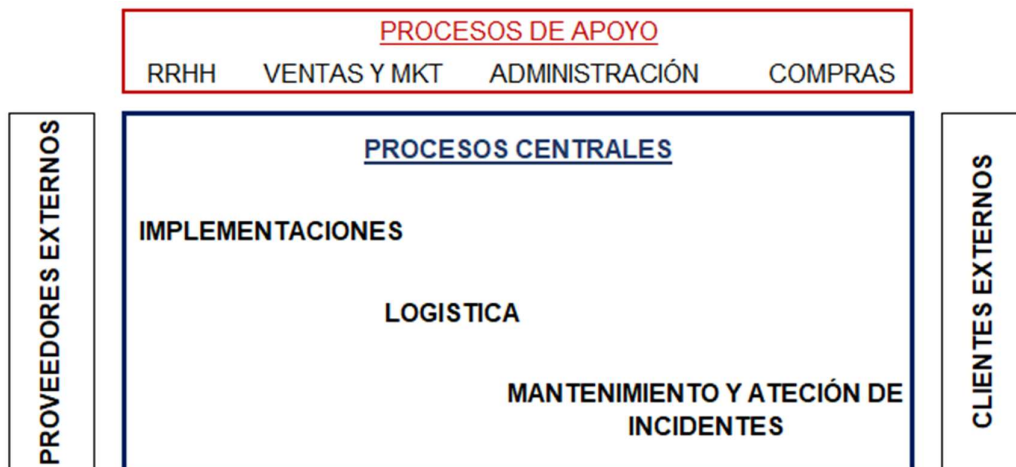 PROCESOS DE APOYO
RRHH VENTAS Y MKT ADMINISTRACIÓN COMPRAS
PROVEEDORES EXTERNOS
PROCESOS CENTRALES
IMPLEMENTACIONES
LOGISTICA
MANTENIMIENTO Y ATECIÓN DE
INCIDENTES
CLIENTES EXTERNOS